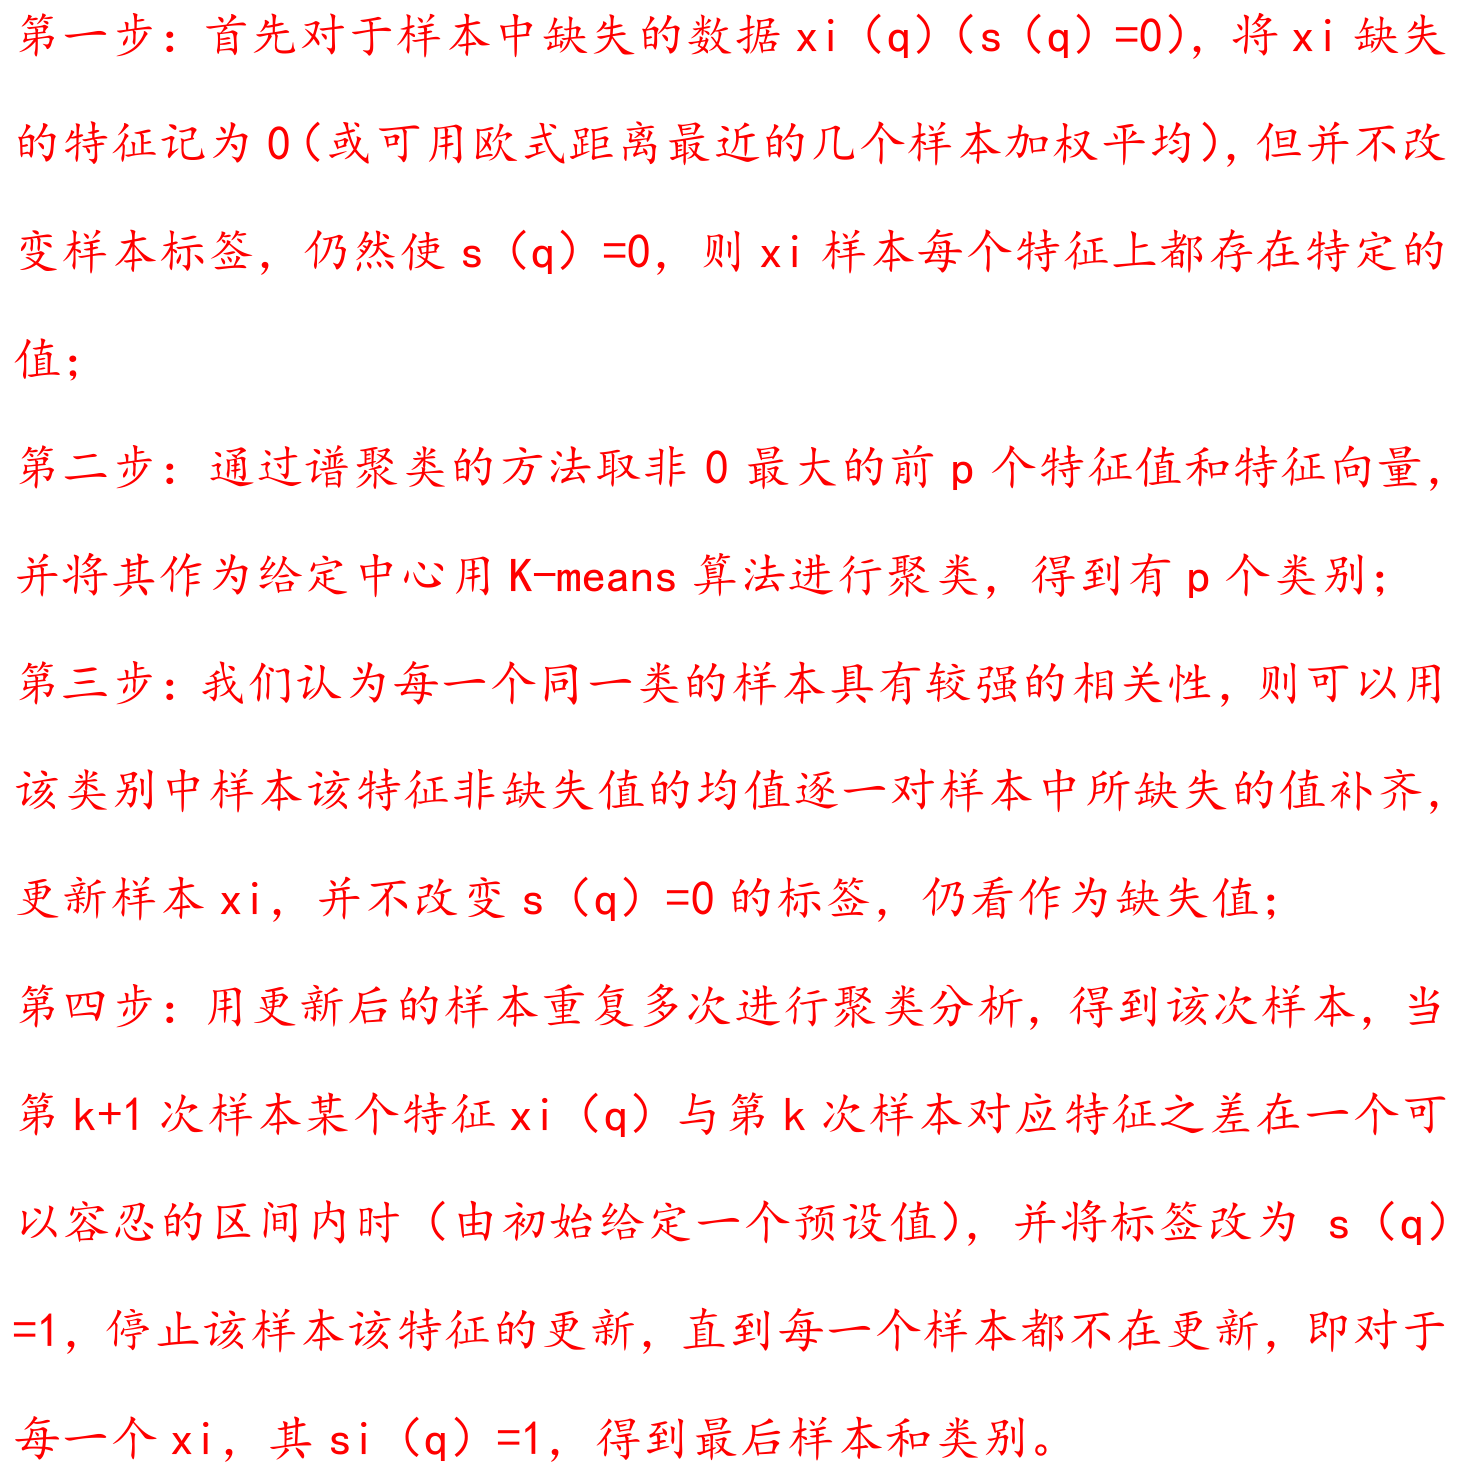 第一步：首先对于样本中缺失的数据 xi（q）（s（q）=0），将 xi 缺失
的特征记为 0（或可用欧式距离最近的几个样本加权平均），但并不改
变样本标签，仍然使 s（q）=0，则 xi 样本每个特征上都存在特定的
值；
第二步：通过谱聚类的方法取非 0 最大的前 p 个特征值和特征向量，
并将其作为给定中心用 K-means 算法进行聚类，得到有 p 个类别；
第三步：我们认为每一个同一类的样本具有较强的相关性，则可以用
该类别中样本该特征非缺失值的均值逐一对样本中所缺失的值补齐，
更新样本 xi，并不改变 s（q）=0 的标签，仍看作为缺失值；
第四步：用更新后的样本重复多次进行聚类分析，得到该次样本，当
第 k+1 次样本某个特征 xi（q）与第 k 次样本对应特征之差在一个可
以容忍的区间内时（由初始给定一个预设值），并将标签改为 s（q）
=1，停止该样本该特征的更新，直到每一个样本都不在更新，即对于
每一个 xi，其 si（q）=1，得到最后样本和类别。